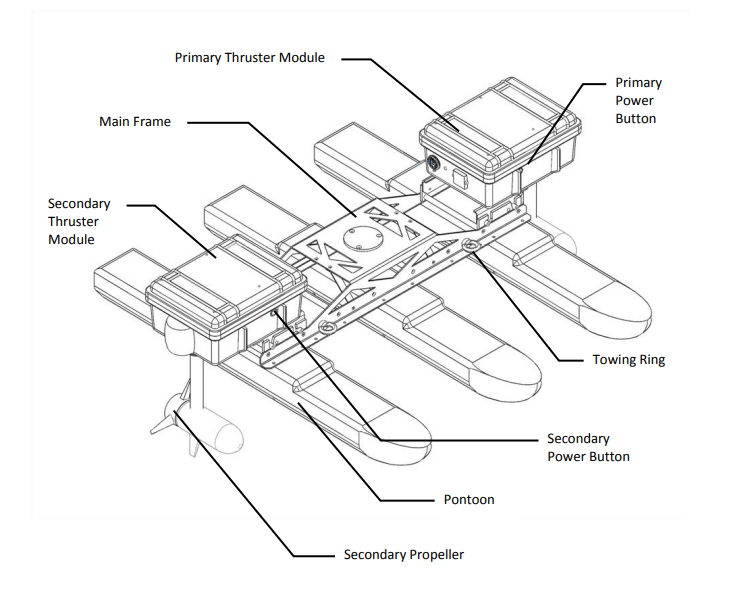 Primary Thruster Module
Primary
Power
Button
Main Frame
Secondary
Thruster
Module
Towing Ring
Secondary
Power Button
Pontoon
Secondary Propeller